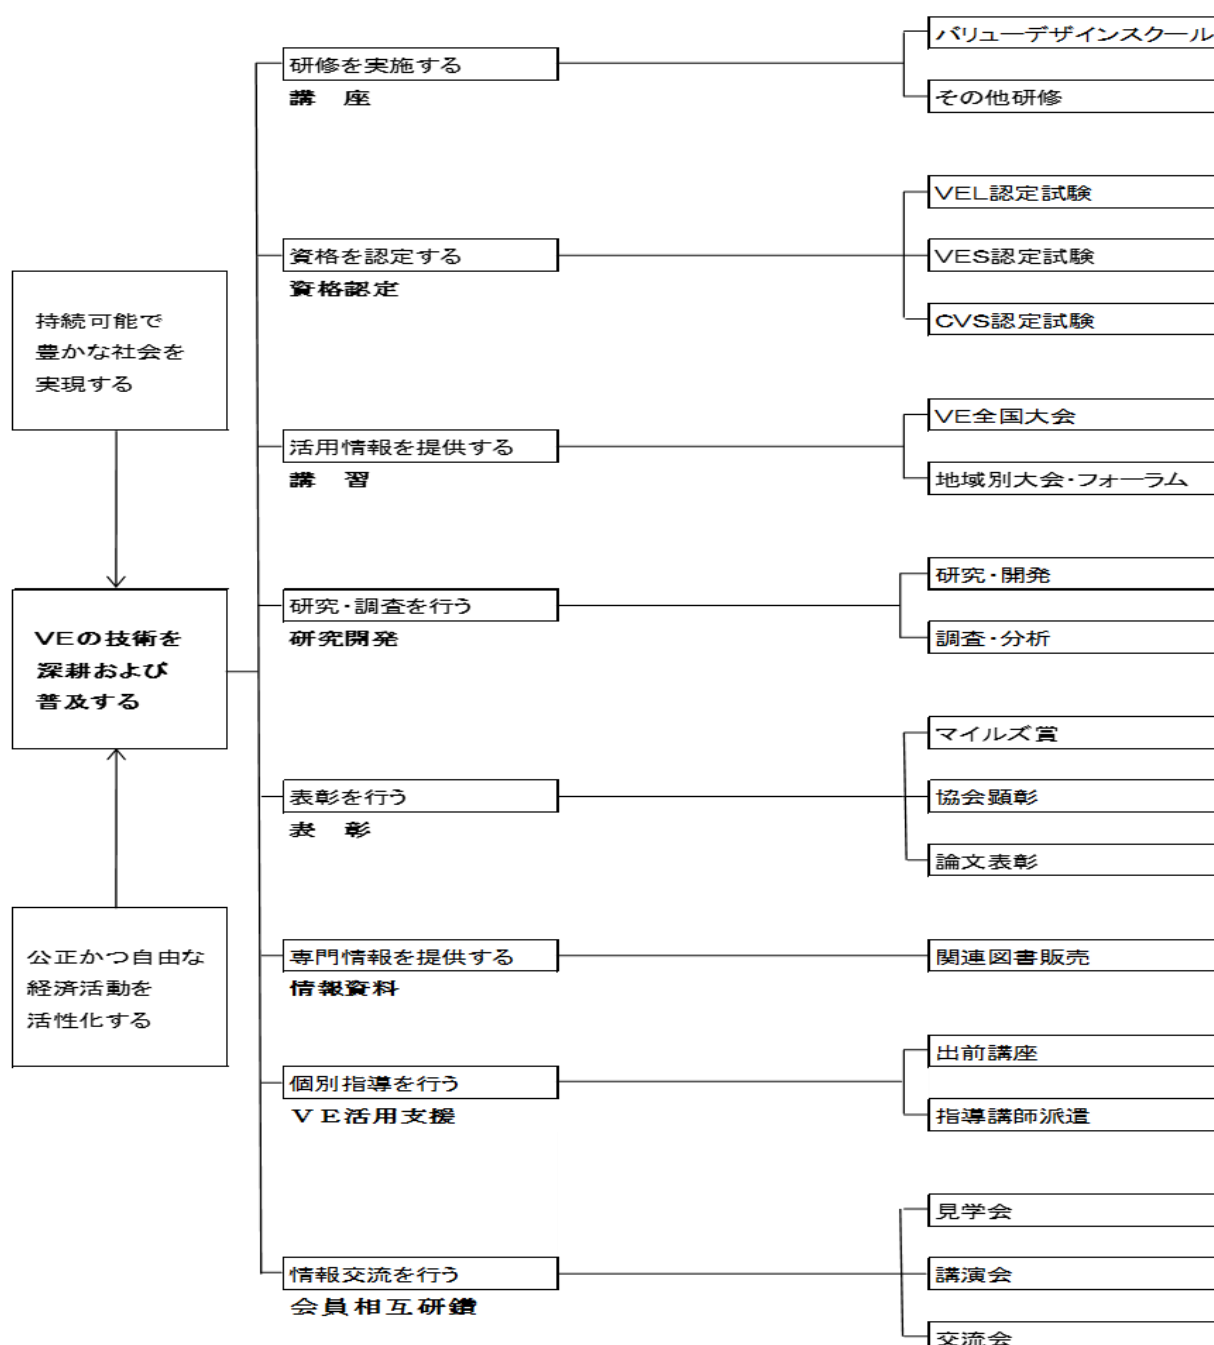 持続可能で
豊かな社会を
実現する
VEの技術を
深耕および
普及する
公正かつ自由な
経済活動を
活性化する
研修を実施する
講　座
バリューデザインスクール
その他研修
資格を認定する
資格認定
VEL認定試験
VES認定試験
CVS認定試験
活用情報を提供する
講　習
VE全国大会
地域別大会・フォーラム
研究・調査を行う
研究開発
研究・開発
調査・分析
表彰を行う
表　彰
マイルズ賞
協会顕彰
論文表彰
専門情報を提供する
情報資料
関連図書販売
個別指導を行う
ＶＥ活用支援
出前講座
指導講師派遣
情報交流を行う
会員相互研鑽
見学会
講演会
交流会